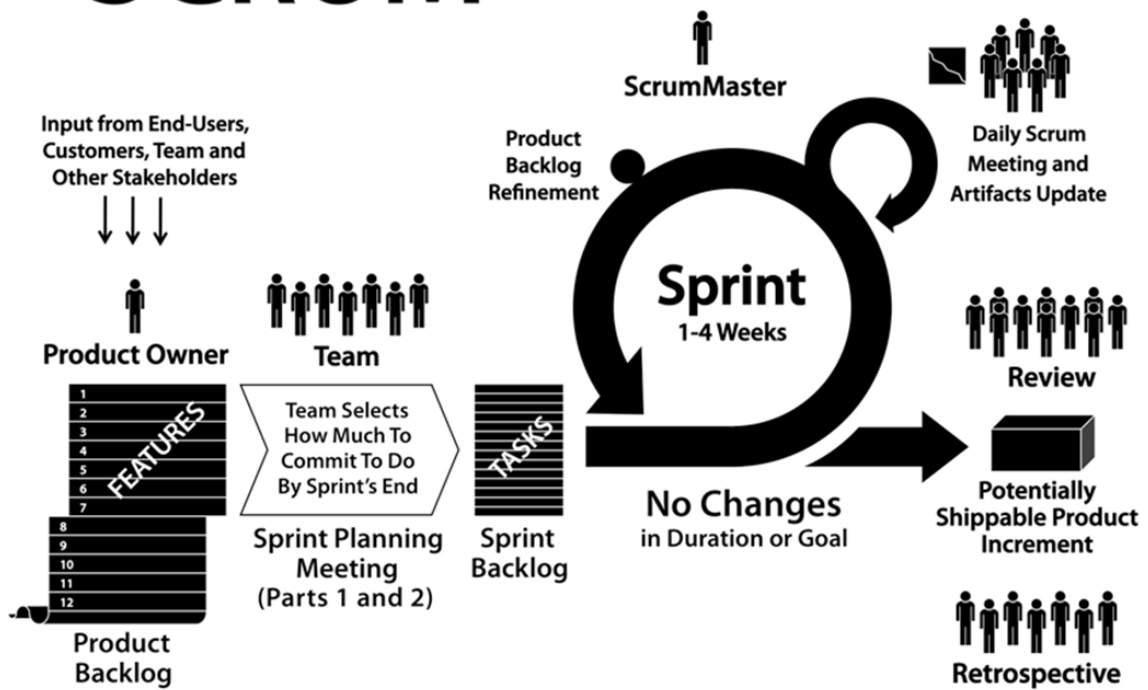 SCRUM
Input from End-Users,
Customers, Team and
Other Stakeholders
Product Owner
Team
1
2
3
4
5
6
7
FEATURES
8
9
10
11
12
Product
Backlog
Team Selects
How Much To
Commit To Do
By Sprint's End
Sprint Planning
Meeting
(Parts 1 and 2)
TASKS
Sprint
Backlog
Product
Backlog
Refinement
ScrumMaster
Sprint
1-4 Weeks
No Changes
in Duration or Goal
Daily Scrum
Meeting and
Artifacts Update
Review
Potentially
Shippable Product
Increment
Retrospective